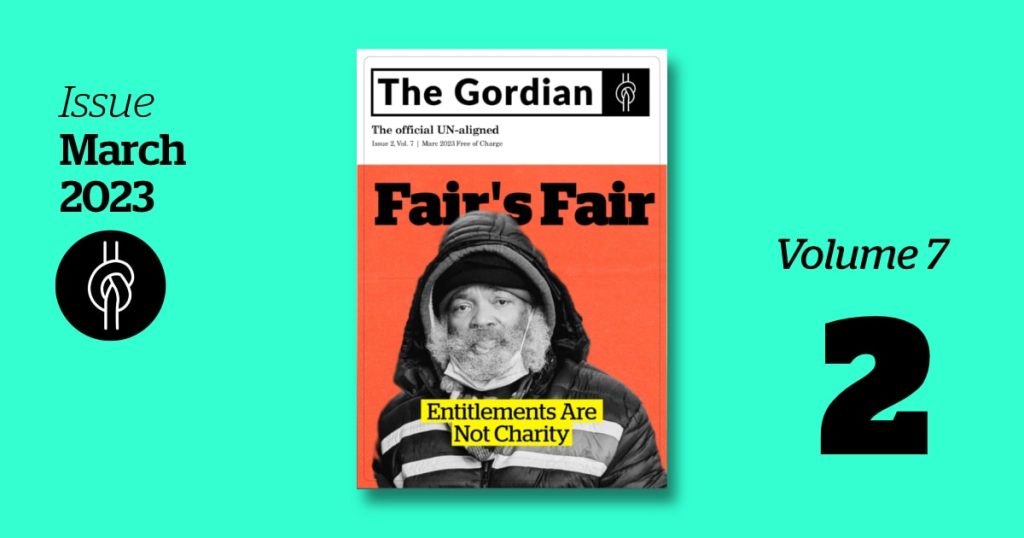 Issue
March
2023
The Gordian
The official UN-aligned
Issue 2, Vol. 7 | Marc 2023 Free of Charge
Fair's Fair
Entitlements Are
Not Charity
Volume 7
2